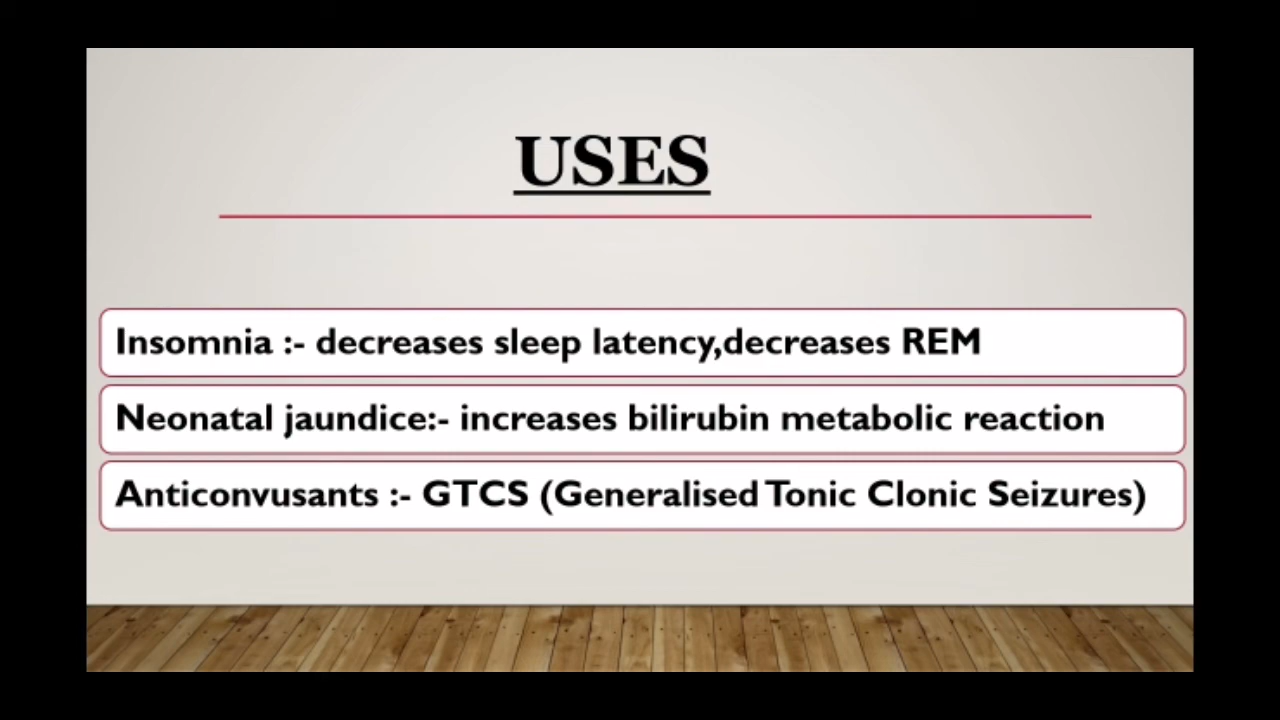 USES
Insomnia :- decreases sleep latency,decreases REM
Neonatal jaundice:- increases bilirubin metabolic reaction
Anticonvusants :- GTCS (Generalised Tonic Clonic Seizures)